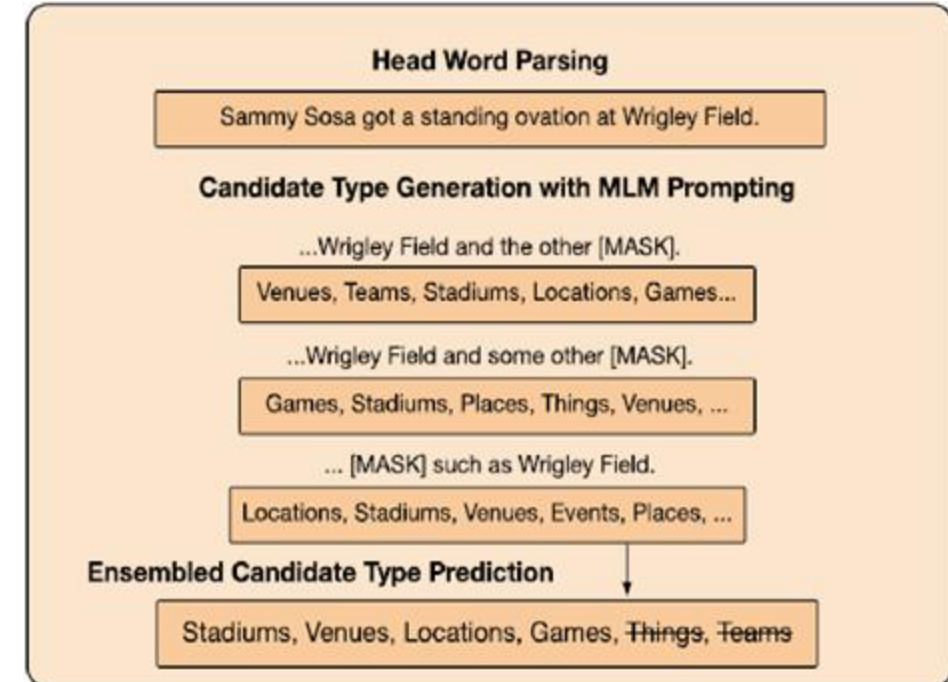 Head Word Parsing
Sammy Sosa got a standing ovation at Wrigley Field.
Candidate Type Generation with MLM Prompting
...Wrigley Field and the other [MASK].
Venues, Teams, Stadiums, Locations, Games...
...Wrigley Field and some other [MASK].
Games, Stadiums, Places, Things, Venues, ...
... [MASK] such as Wrigley Field.
Locations, Stadiums, Venues, Events, Places, ...
Ensembled Candidate Type Prediction
Stadiums, Venues, Locations, Games, Things, Teams